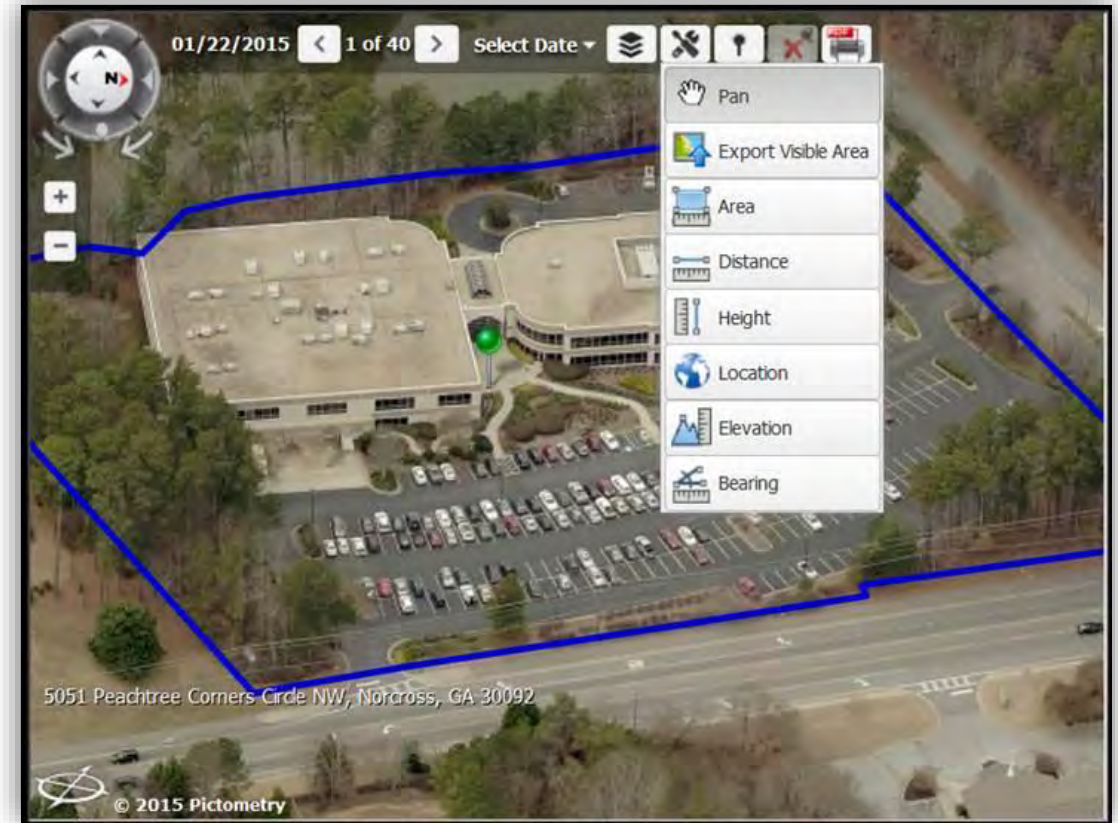 01/22/2015 1 of 40 Select Date
PDF
N
Pan
Export Visible Area
Area
Distance
Height
Location
Elevation
Bearing
5051 Peachtree Corners Circle NW, Norcross, GA 30092
© 2015 Pictometry